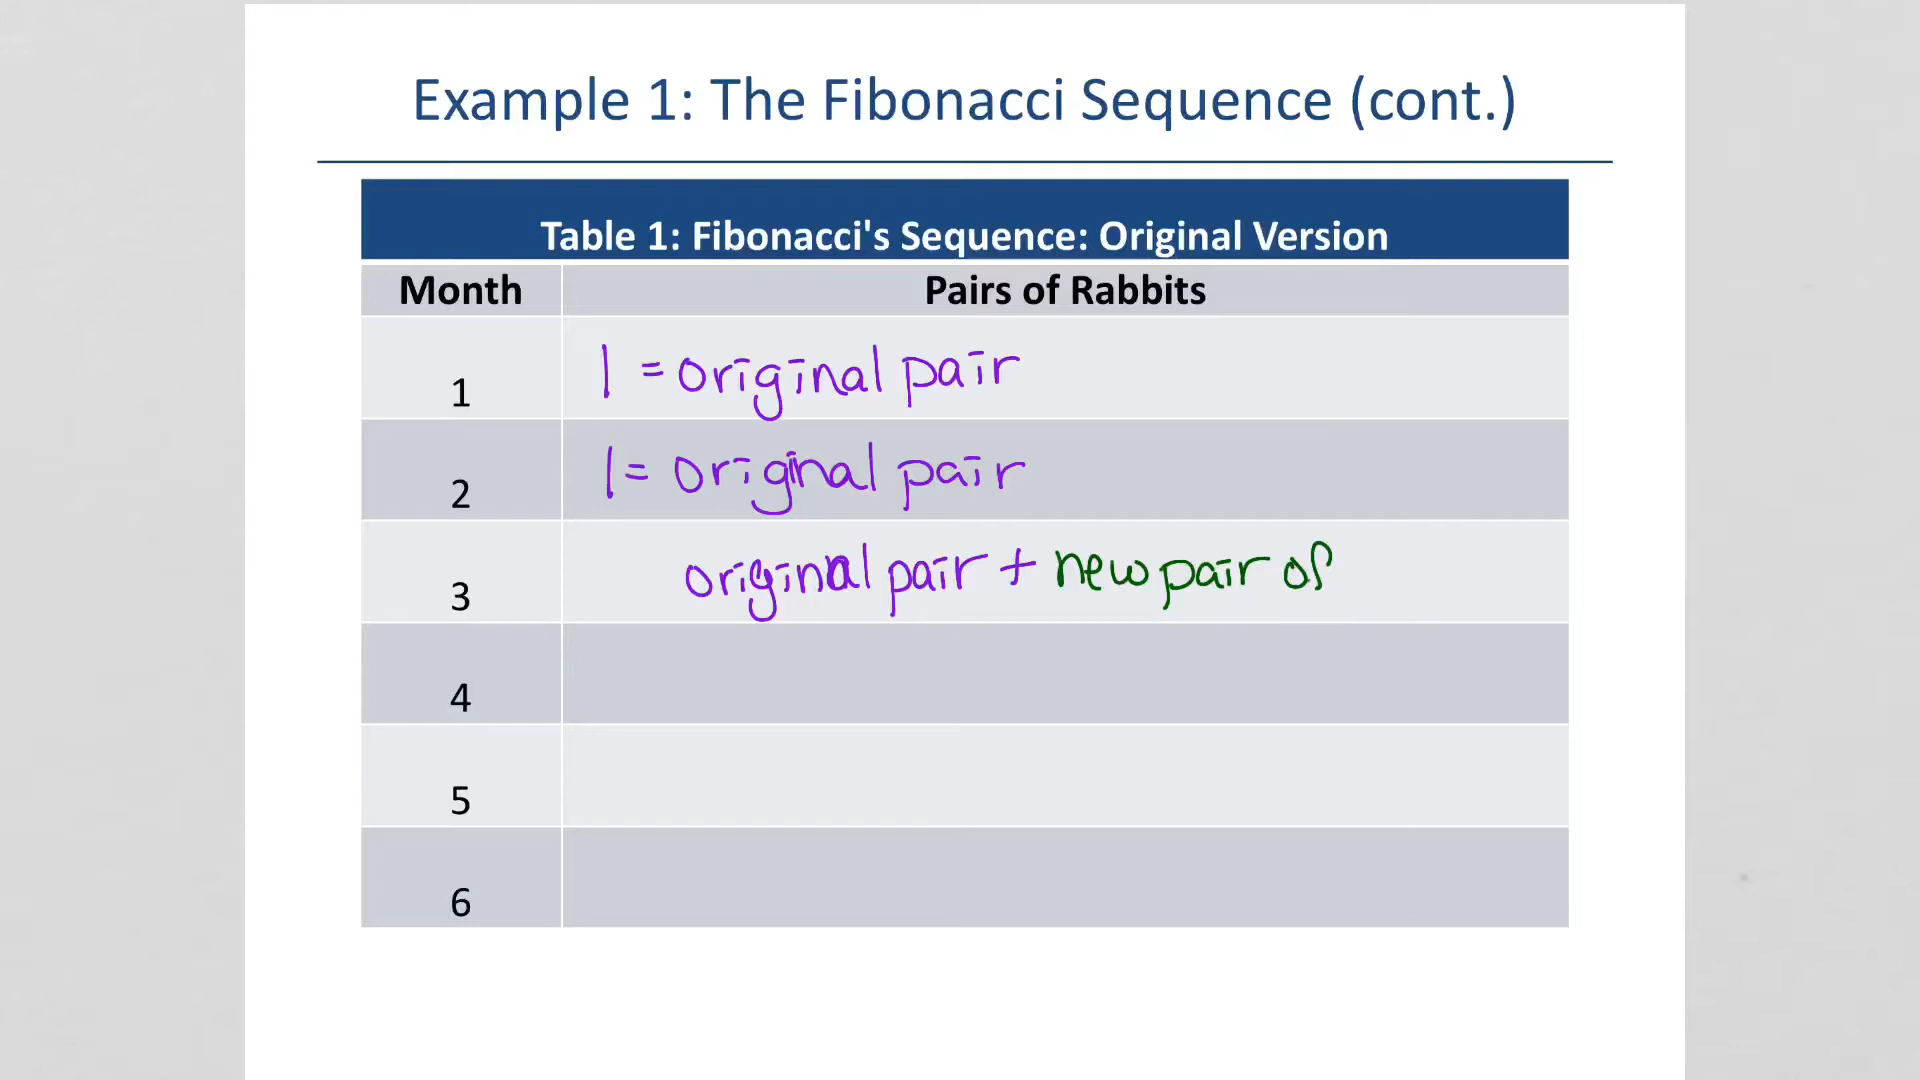 Example 1: The Fibonacci Sequence (cont.)
Table 1: Fibonacci's Sequence: Original Version
Month Pairs of Rabbits
1 1 = original pair
2 1 = original pair
3 original pair + new pair of
4
5
6